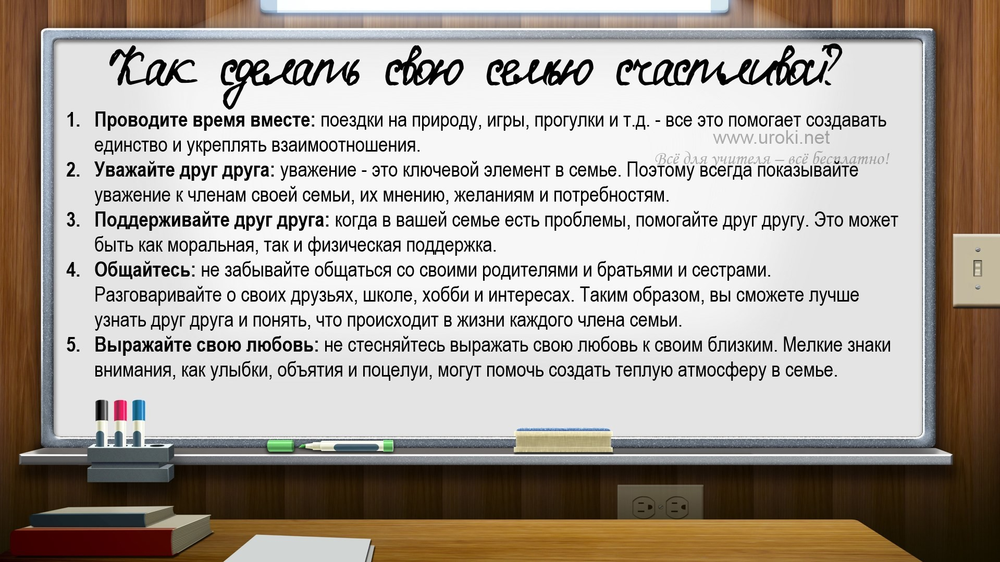 Как сделать свою семью счастливой?
1. Проводите время вместе: поездки на природу, игры, прогулки и т.д. - все это помогает создавать
www.uroki.net
единство и укреплять взаимоотношения.
Всё для учителя – всё бесплатно!
2. Уважайте друг друга: уважение - это ключевой элемент в семье. Поэтому всегда показывайте
уважение к членам своей семьи, их мнению, желаниям и потребностям.
3. Поддерживайте друг друга: когда в вашей семье есть проблемы, помогайте друг другу. Это может
быть как моральная, так и физическая поддержка.
4. Общайтесь: не забывайте общаться со своими родителями и братьями и сестрами.
Разговаривайте о своих друзьях, школе, хобби и интересах. Таким образом, вы сможете лучше
узнать друг друга и понять, что происходит в жизни каждого члена семьи.
5. Выражайте свою любовь: не стесняйтесь выражать свою любовь к своим близким. Мелкие знаки
внимания, как улыбки, объятия и поцелуи, могут помочь создать теплую атмосферу в семье.